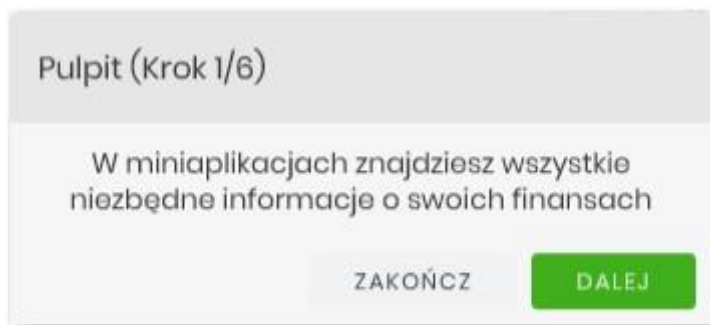 Pulpit (Krok 1/6)
W miniaplikacjach znajdziesz wszystkie
niezbędne informacje o swoich finansach
ZAKOŃCZ
DALEJ